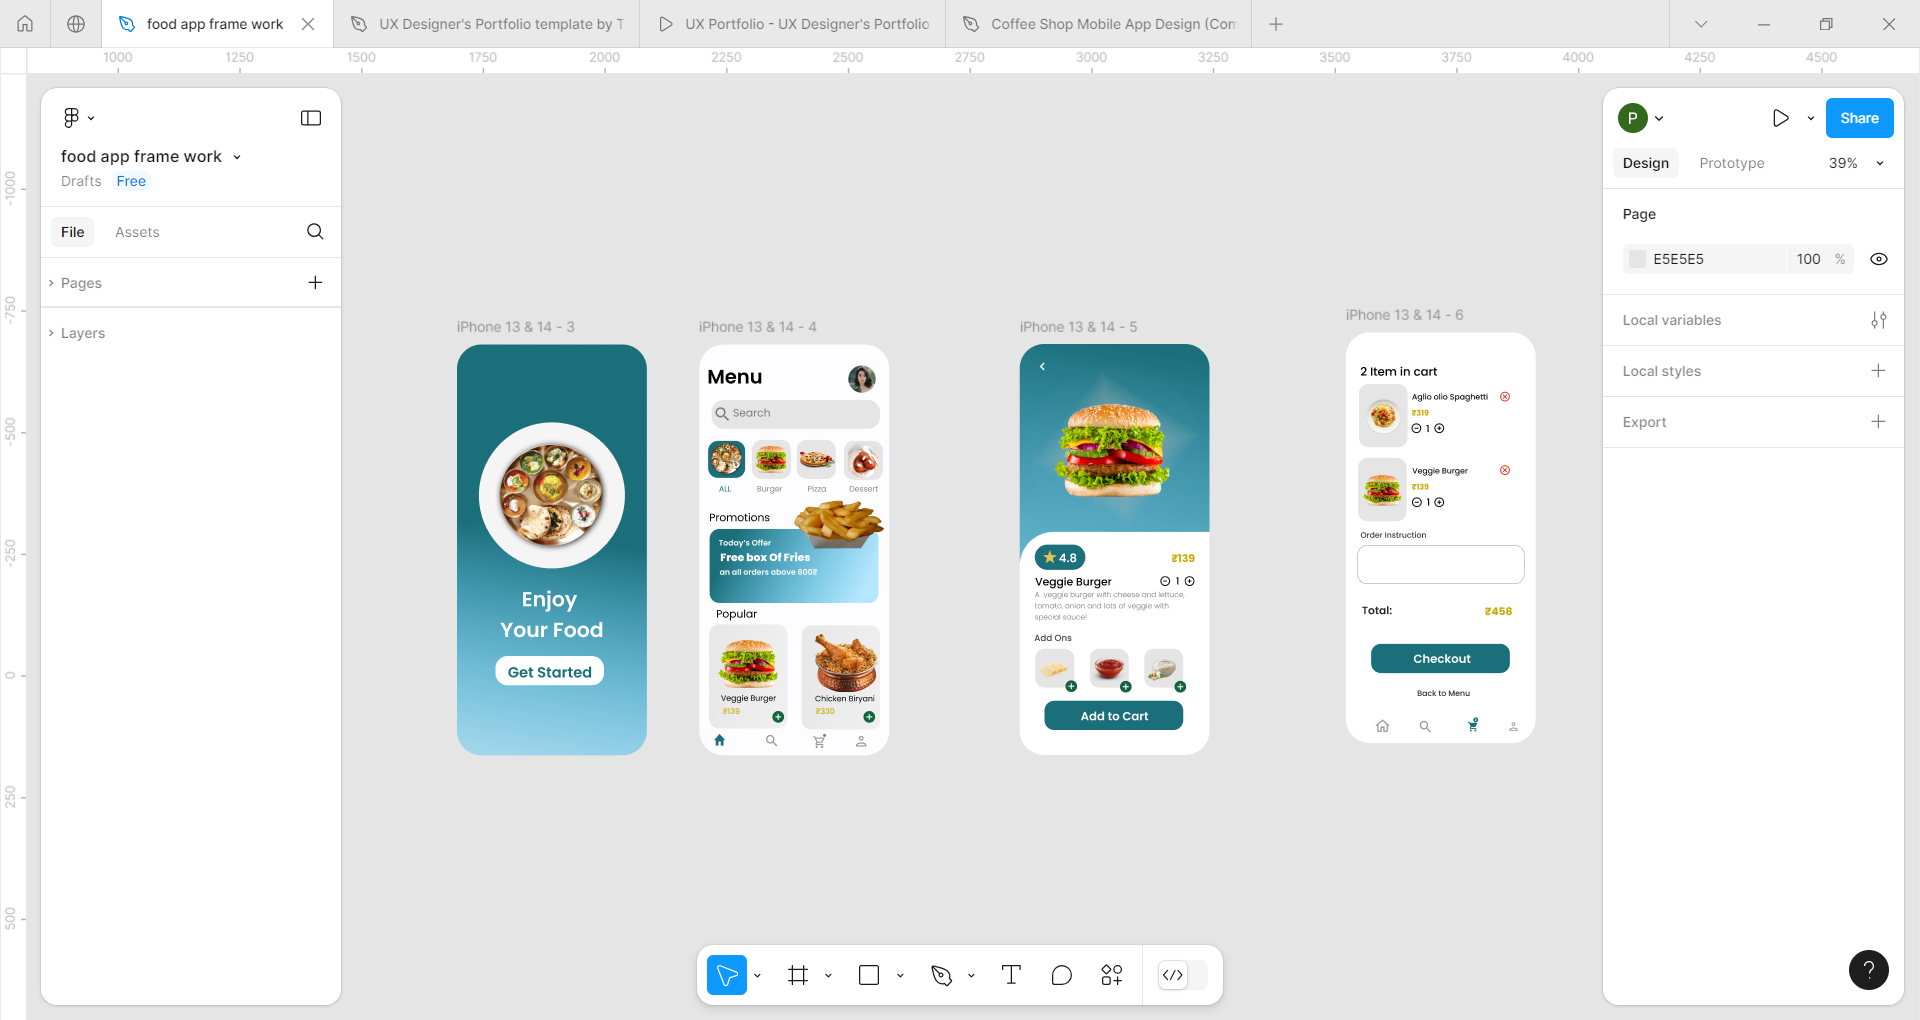 food app frame work
UX Designer's Portfolio template by T
UX Portfolio - UX Designer's Portfolio
Coffee Shop Mobile App Design (Com
1000 1250 1500 1750 2000 2250 2500 2750 3000 3250 3500 3750 4000 4250 4500
-1000
-750
-500
-250
0
250
500
food app frame work
Drafts Free
File Assets
Pages
Layers
iPhone 13 & 14 - 3
Enjoy
Your Food
Get Started
iPhone 13 & 14 - 4
Menu
Search
ALL Burger Pizza Dessert
Promotions
Today's Offer
Free box Of Fries
an all orders above 600₹
Popular
Veggie Burger
₹139
Chicken Biryani
₹330
iPhone 13 & 14 - 5
4.8
₹139
Veggie Burger
1
A veggie burger with cheese and lettuce,
tomato, onion and lots of veggie with
special sauce!
Add Ons
Add to Cart
iPhone 13 & 14 - 6
2 Item in cart
Aglio olio Spaghetti
₹319
1
Veggie Burger
₹139
1
Order Instruction
Total: ₹458
Checkout
Back to Menu
P
Share
Design Prototype 39%
Page
E5E5E5 100 %
Local variables
Local styles
Export
?